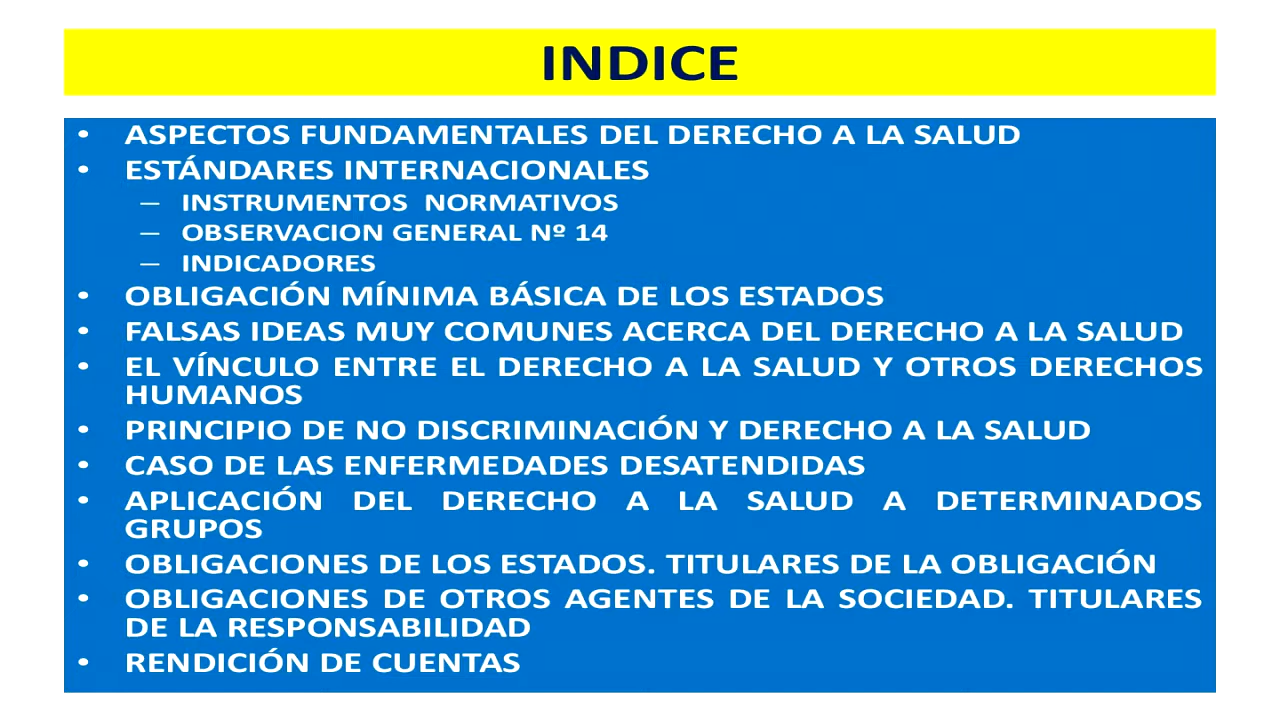 INDICE
• ASPECTOS FUNDAMENTALES DEL DERECHO A LA SALUD
• ESTÁNDARES INTERNACIONALES
– INSTRUMENTOS NORMATIVOS
– OBSERVACION GENERAL Nº 14
– INDICADORES
• OBLIGACIÓN MÍNIMA BÁSICA DE LOS ESTADOS
• FALSAS IDEAS MUY COMUNES ACERCA DEL DERECHO A LA SALUD
• EL VÍNCULO ENTRE EL DERECHO A LA SALUD Y OTROS DERECHOS
HUMANOS
• PRINCIPIO DE NO DISCRIMINACIÓN Y DERECHO A LA SALUD
• CASO DE LAS ENFERMEDADES DESATENDIDAS
• APLICACIÓN DEL DERECHO A LA SALUD A DETERMINADOS
GRUPOS
• OBLIGACIONES DE LOS ESTADOS. TITULARES DE LA OBLIGACIÓN
• OBLIGACIONES DE OTROS AGENTES DE LA SOCIEDAD. TITULARES
DE LA RESPONSABILIDAD
• RENDICIÓN DE CUENTAS